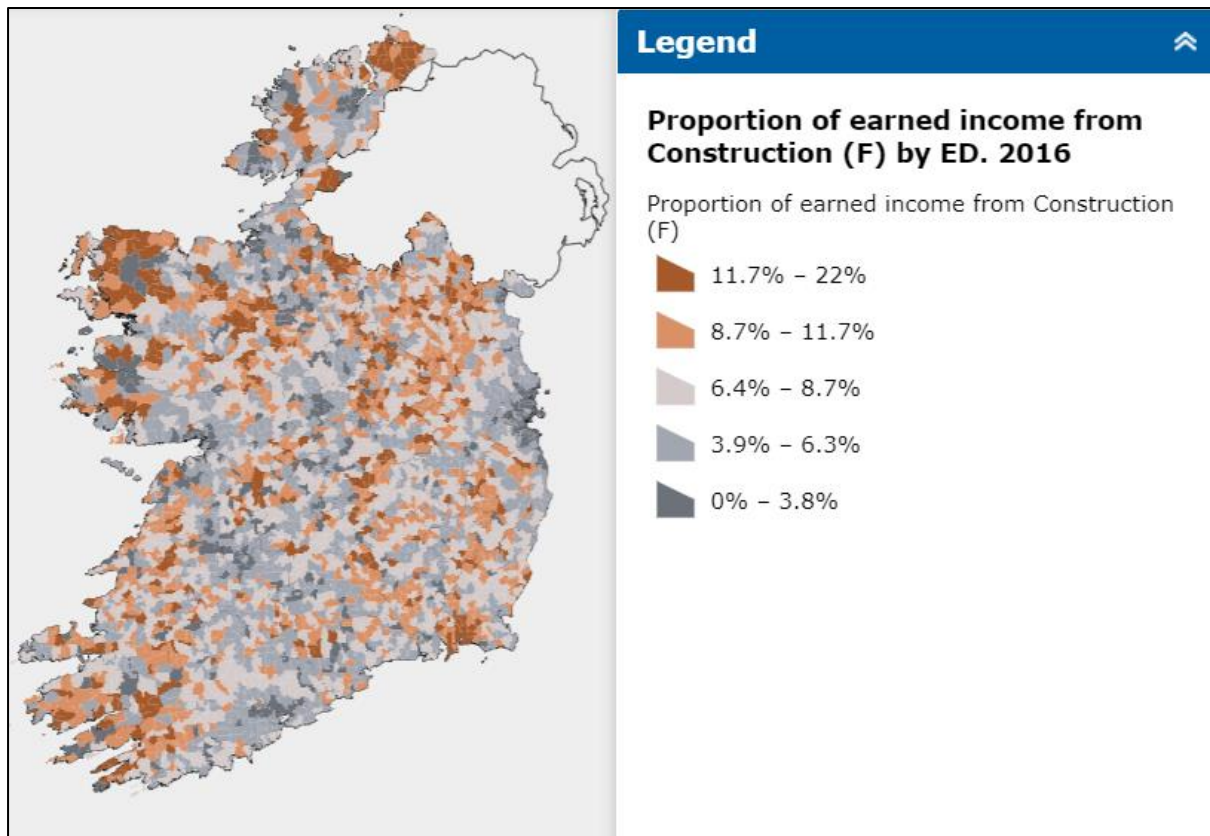 Legend
Proportion of earned income from
Construction (F) by ED. 2016
Proportion of earned income from Construction
(F)
11.7% – 22%
8.7% – 11.7%
6.4% – 8.7%
3.9% – 6.3%
0% – 3.8%